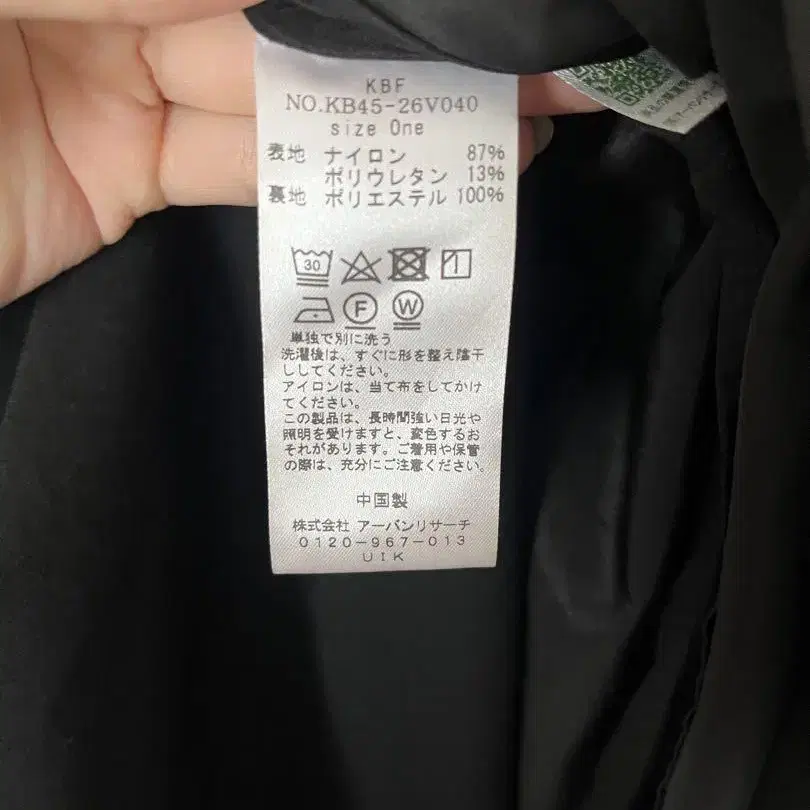 KBF
NO.KB45-26V040
size One
表地 ナイロン 87%
ポリウレタン 13%
裏地 ポリエステル 100%
30
F W
単独で別に洗う
洗濯後は、すぐに形を整え陰干
ししてください。
アイロンは、当て布をしてかけ
てください。
この製品は、長時間強い日光や
照明を受けますと、変色するお
それがあります。ご着用や保管
の際は、充分にご注意ください。
中国製
株式会社 アーバンリサーチ
0120-967-013
UIK